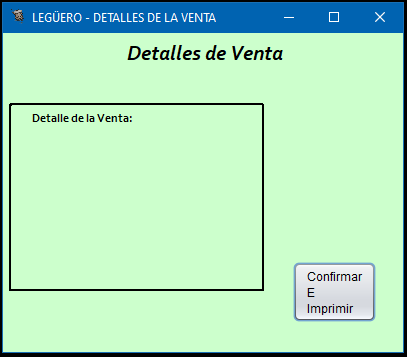 LEGÜERO - DETALLES DE LA VENTA
Detalles de Venta
Detalle de la Venta:
Confirmar
E
Imprimir